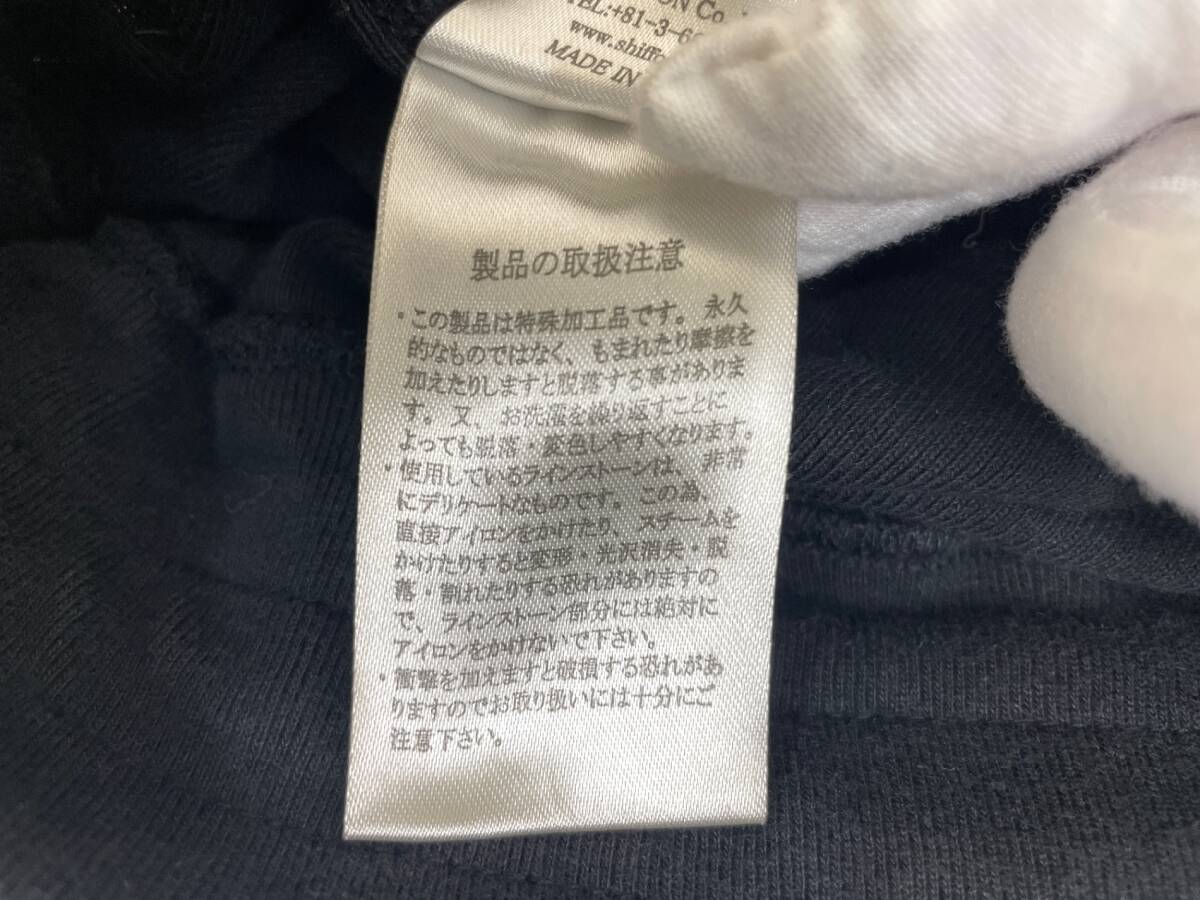 ON Co.
TEL:+81-3-6
www.shiffo
MADE IN
製品の取扱注意
・この製品は特殊加工品です。永久
的なものではなく、もまれたり摩擦を
加えたりしますと脱落する事がありま
す。又、お洗濯を繰り返すことに
よっても脱落・変色しやすくなります。
・使用しているラインストーンは、非常
にデリケートなものです。この為、
直接アイロンをかけたり、スチームを
かけたりすると変形・光沢消失・脱
落・割れたりする恐れがありますの
で、ラインストーン部分には絶対に
アイロンをかけないで下さい。
・衝撃を加えますと破損する恐れがあ
りますのでお取り扱いには十分にご
注意下さい。